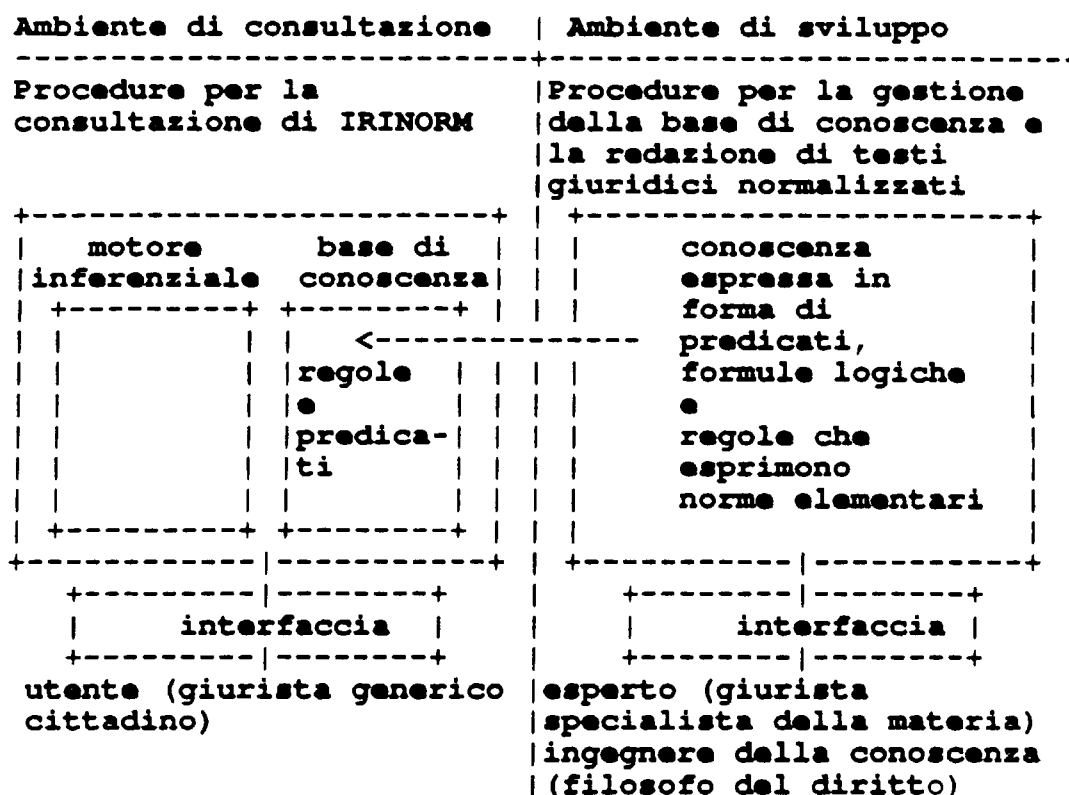 Ambiente di consultazione
Procedure per la
consultazione di IRINORM
motore
inferenziale
base di
conoscenza
regole
e
predica-
ti
interfaccia
utente (giurista generico
cittadino)
Ambiente di sviluppo
Procedure per la gestione
della base di conoscenza e
la redazione di testi
giuridici normalizzati
conoscenza
espressa in
forma di
predicati,
formule logiche
e
regole che
esprimono
norme elementari
interfaccia
esperto (giurista
specialista della materia)
ingegnere della conoscenza
(filosofo del diritto)